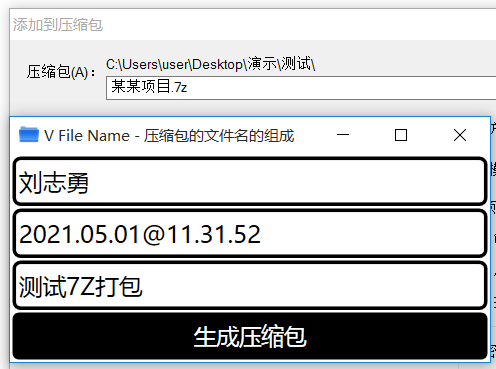 添加到压缩包
压缩包(A)：
C:\Users\user\Desktop\演示\测试\
某某项目.7z
V File Name - 压缩包的文件名的组成
刘志勇
2021.05.01@11.31.52
测试7Z打包
生成压缩包